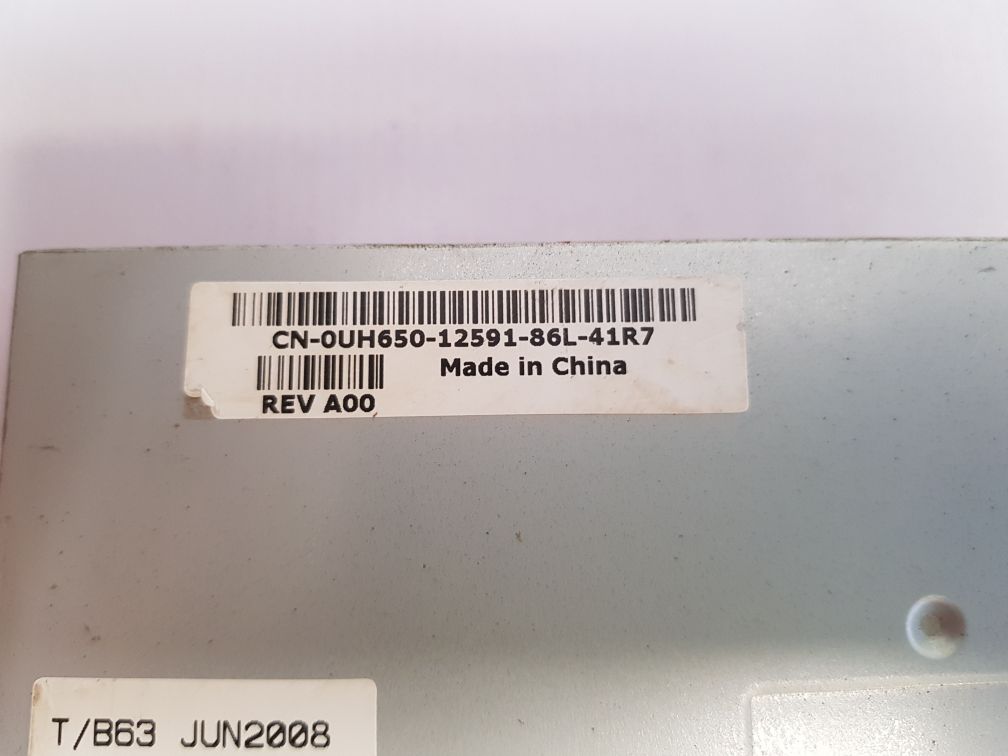 CN-0UH650-12591-86L-41R7
Made in China
REV A00
T/B63 JUN2008